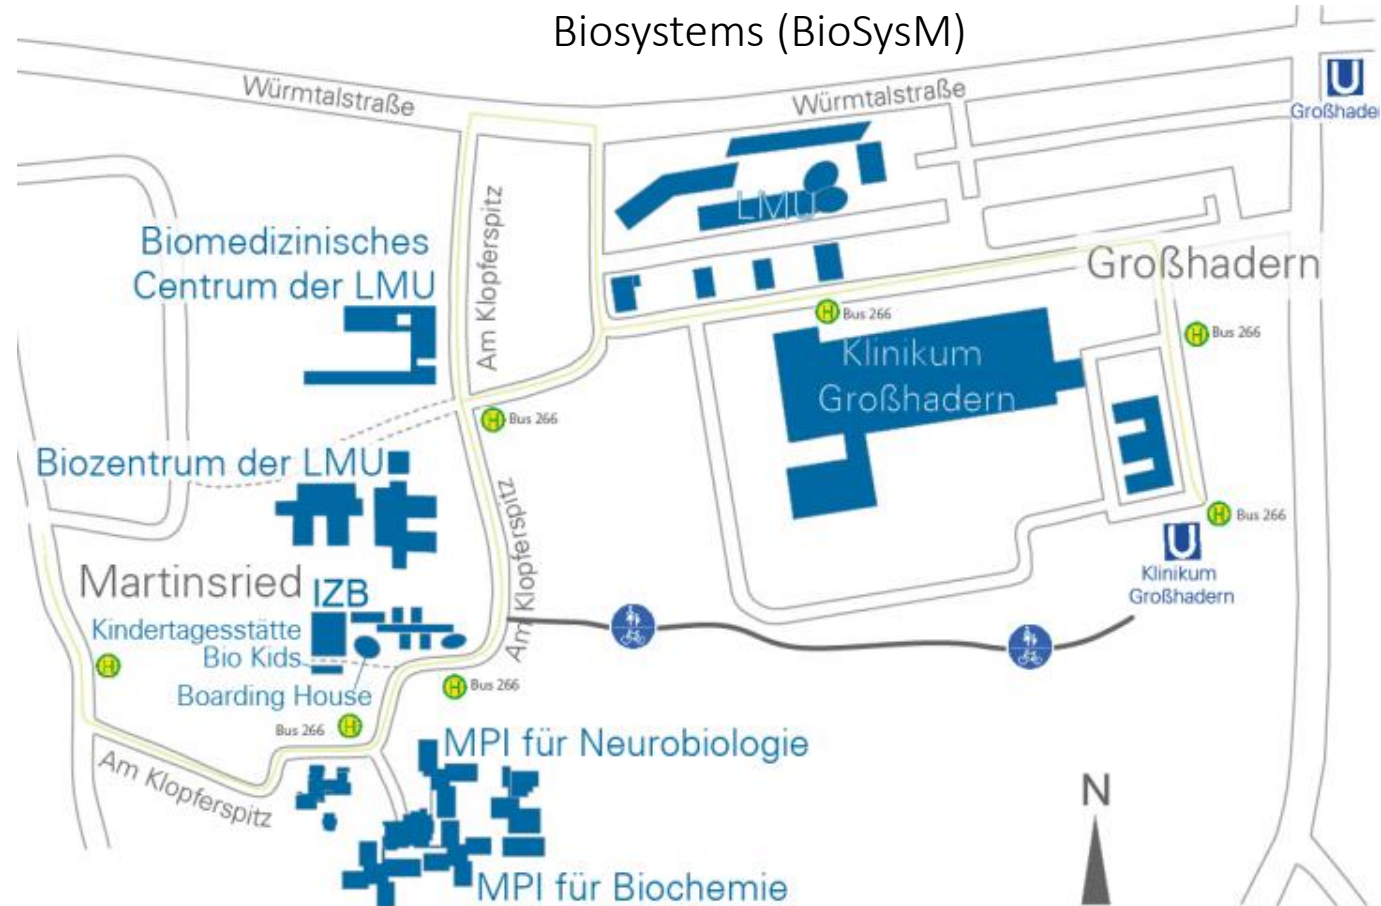 Biosystems (BioSysM)
Würmtalstraße
Würmtalstraße
U
Großhader
LMU
Am Klopferspitz
Biomedizinisches
Centrum der LMU
Großhadern
H Bus 266
H Bus 266
Klinikum
Großhadern
H Bus 266
Biozentrum der LMU
Am Klopferspitz
H Bus 266
U
Klinikum
Großhadern
Martinsried
IZB
Kindertagesstätte
Bio Kids
H
Boarding House
H Bus 266
Bus 266 H
MPI für Neurobiologie
Am Klopferspitz
N
MPI für Biochemie